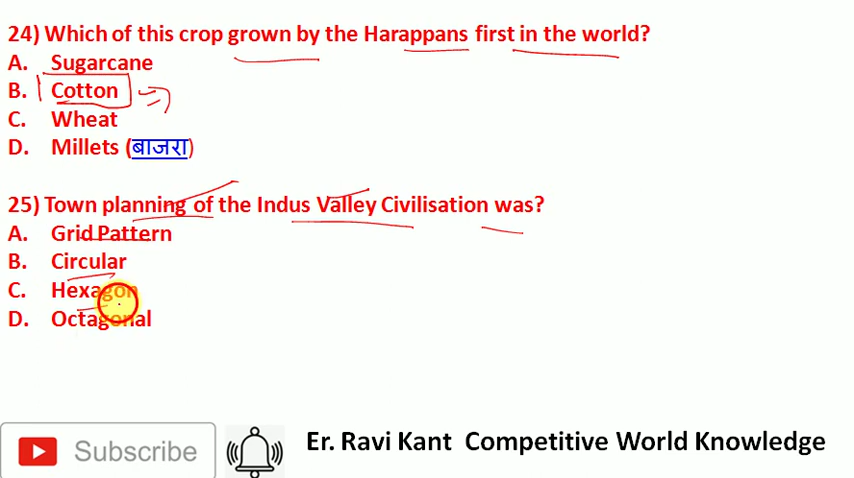 24) Which of this crop grown by the Harappans first in the world?
A. Sugarcane
B. Cotton
C. Wheat
D. Millets (बाजरा)
25) Town planning of the Indus Valley Civilisation was?
A. Grid Pattern
B. Circular
C. Hexagon
D. Octagonal
Subscribe
Er. Ravi Kant Competitive World Knowledge